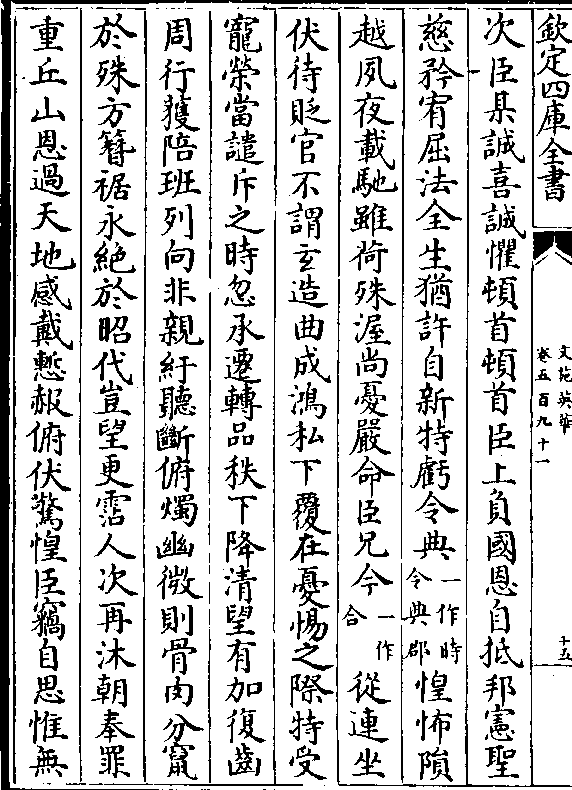 欽定四庫全書
文苑英華
卷五百九十一
十五
次臣某誠喜誠懼頓首頓首臣上負國恩自抵邦憲聖
慈矜宥屈法全生猶許自新特虧令典一作時令典郡惶怖隕
越夙夜載馳雖荷殊渥尚憂嚴命臣兄今一作合從連坐
伏待貶官不謂玄造曲成鴻私下覆在憂惕之際特受
寵榮當譴斥之時忽承遷轉品秩下降清望有加復齒
周行獲陪班列向非親紆聽斷俯燭幽微則骨肉分竄
於殊方簪裾永絶於昭代豈望更霑人次再沐朝奉罪
重丘山恩過天地感戴慙赧俯伏驚惶臣竊自思惟無